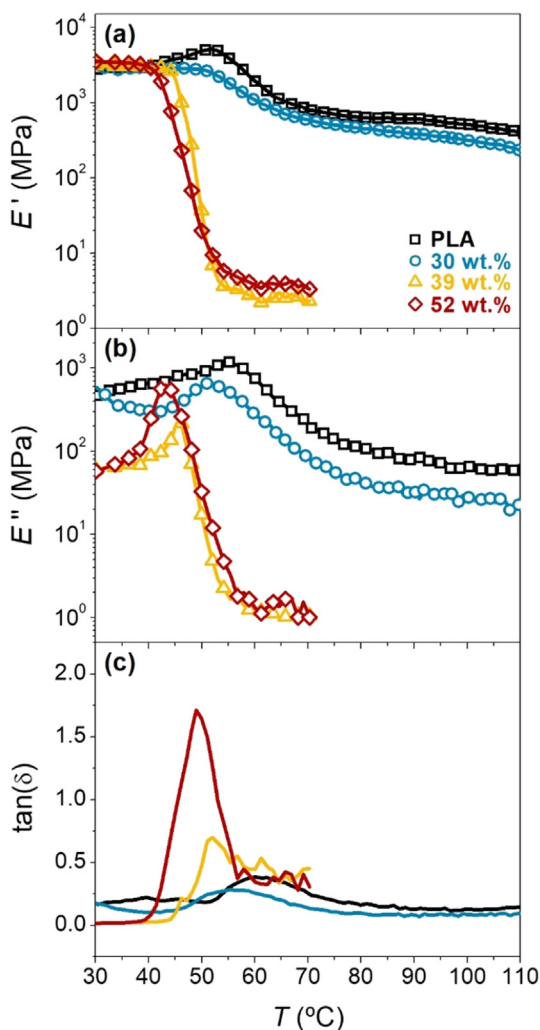 (a)
10⁴
10³
10²
10¹
10⁰
E' (MPa)
PLA
30 wt.%
39 wt.%
52 wt.%
(b)
10³
10²
10¹
10⁰
E" (MPa)
(c)
2.0
1.5
1.0
0.5
0.0
tan(δ)
30 40 50 60 70 80 90 100 110
T (ºC)